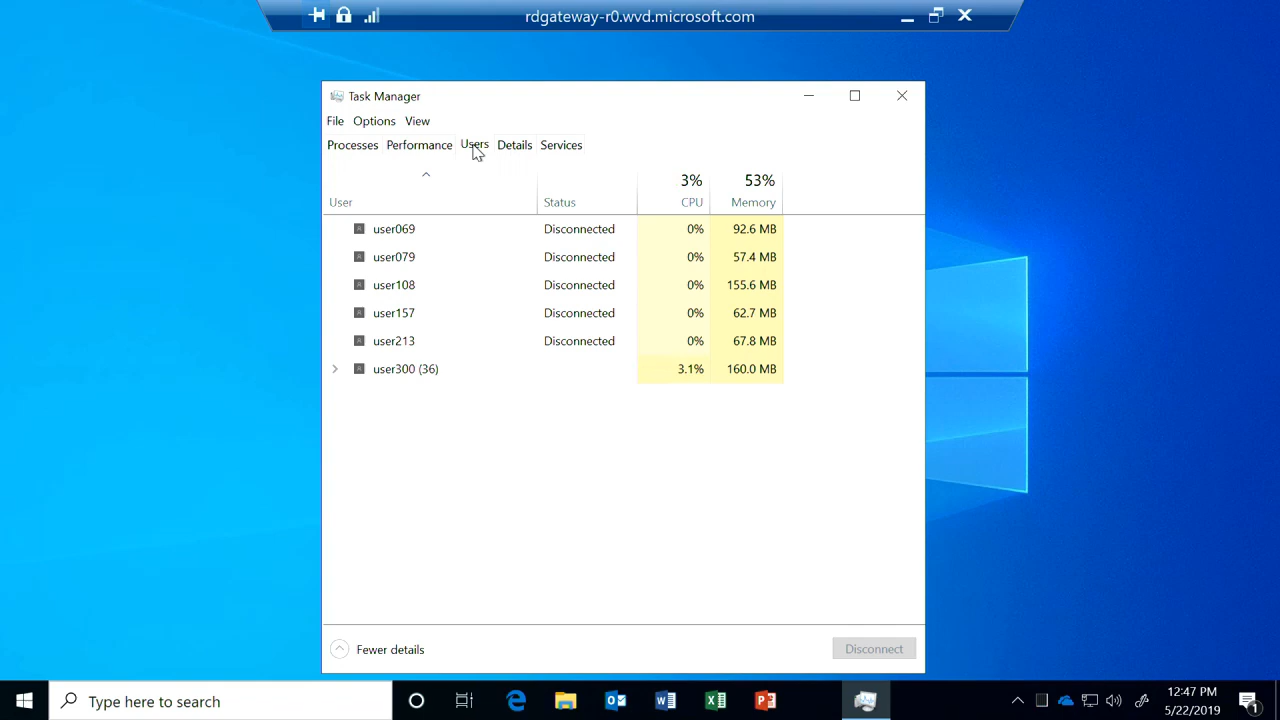 rdgateway-r0.wvd.microsoft.com
Task Manager
File Options View
Processes Performance Users Details Services
3% 53%
User Status CPU Memory
user069 Disconnected 0% 92.6 MB
user079 Disconnected 0% 57.4 MB
user108 Disconnected 0% 155.6 MB
user157 Disconnected 0% 62.7 MB
user213 Disconnected 0% 67.8 MB
user300 (36) 3.1% 160.0 MB
Fewer details Disconnect
Type here to search
12:47 PM
5/22/2019
1